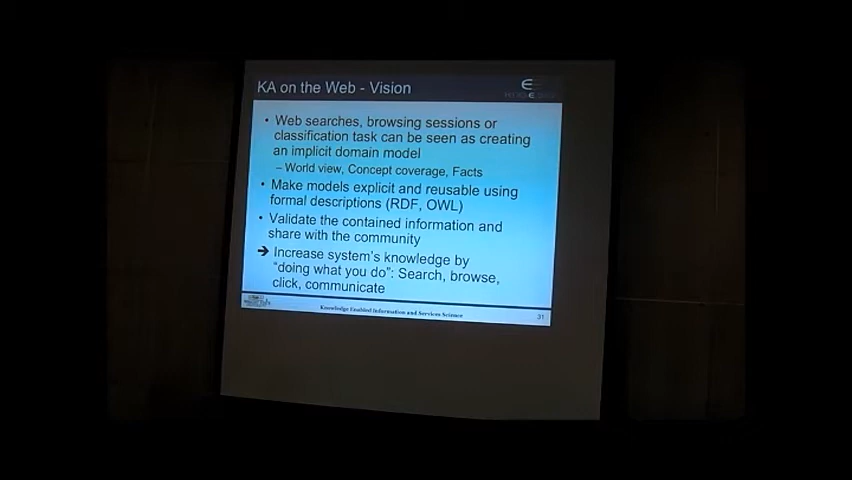 KA on the Web - Vision
• Web searches, browsing sessions or
classification task can be seen as creating
an implicit domain model
– World view, Concept coverage, Facts
• Make models explicit and reusable using
formal descriptions (RDF, OWL)
• Validate the contained information and
share with the community
➔ Increase system's knowledge by
"doing what you do": Search, browse,
click, communicate
Knowledge Enabled Information and Services Science
31